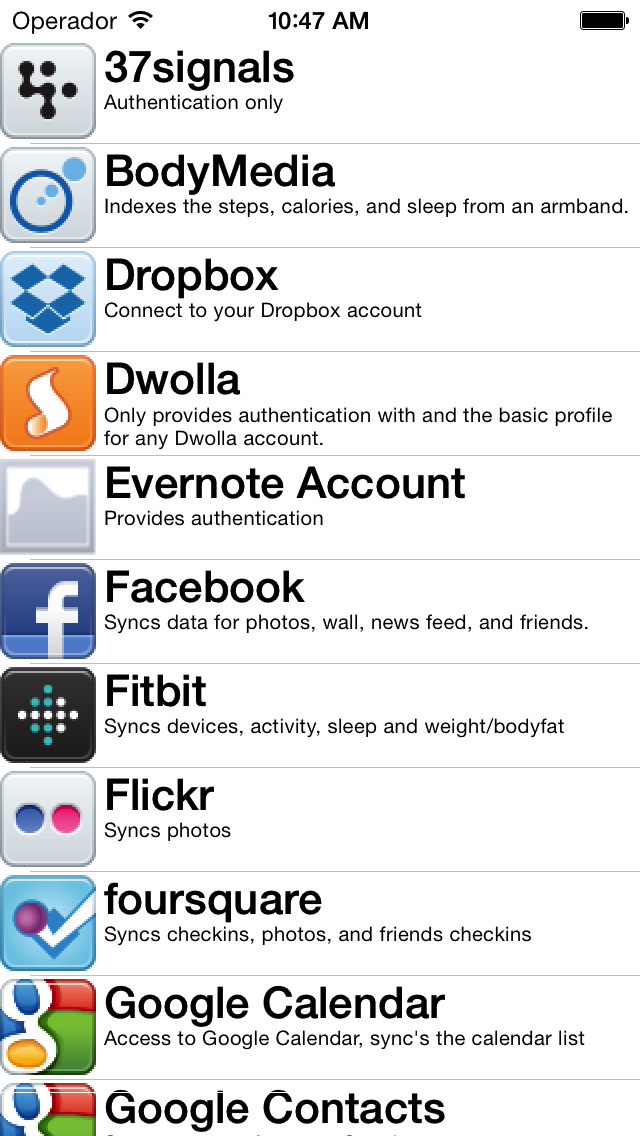 Operador 10:47 AM
37signals
Authentication only
BodyMedia
Indexes the steps, calories, and sleep from an armband.
Dropbox
Connect to your Dropbox account
Dwolla
Only provides authentication with and the basic profile
for any Dwolla account.
Evernote Account
Provides authentication
Facebook
Syncs data for photos, wall, news feed, and friends.
Fitbit
Syncs devices, activity, sleep and weight/bodyfat
Flickr
Syncs photos
foursquare
Syncs checkins, photos, and friends checkins
Google Calendar
Access to Google Calendar, sync's the calendar list
Google Contacts